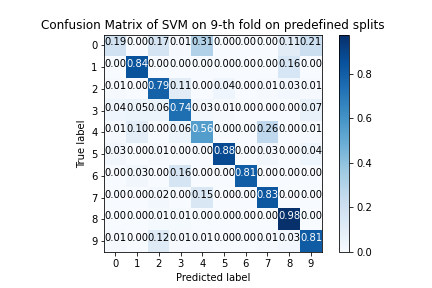 Confusion Matrix of SVM on 9-th fold on predefined splits
0 0.19 0.00 0.17 0.01 0.31 0.00 0.00 0.00 0.11 0.21
1 0.00 0.84 0.00 0.00 0.00 0.00 0.00 0.00 0.16 0.00
2 0.01 0.00 0.79 0.11 0.00 0.04 0.00 0.01 0.03 0.01
3 0.04 0.05 0.06 0.74 0.03 0.01 0.00 0.00 0.00 0.07
4 0.01 0.10 0.00 0.06 0.56 0.00 0.00 0.26 0.00 0.01
5 0.03 0.00 0.01 0.00 0.00 0.88 0.00 0.03 0.00 0.04
6 0.00 0.03 0.00 0.16 0.00 0.00 0.81 0.00 0.00 0.00
7 0.00 0.00 0.02 0.00 0.15 0.00 0.00 0.83 0.00 0.00
8 0.00 0.00 0.01 0.01 0.00 0.00 0.00 0.00 0.98 0.00
9 0.01 0.00 0.12 0.01 0.01 0.00 0.00 0.01 0.03 0.81
0 1 2 3 4 5 6 7 8 9
True label
Predicted label
0.8
0.6
0.4
0.2
0.0